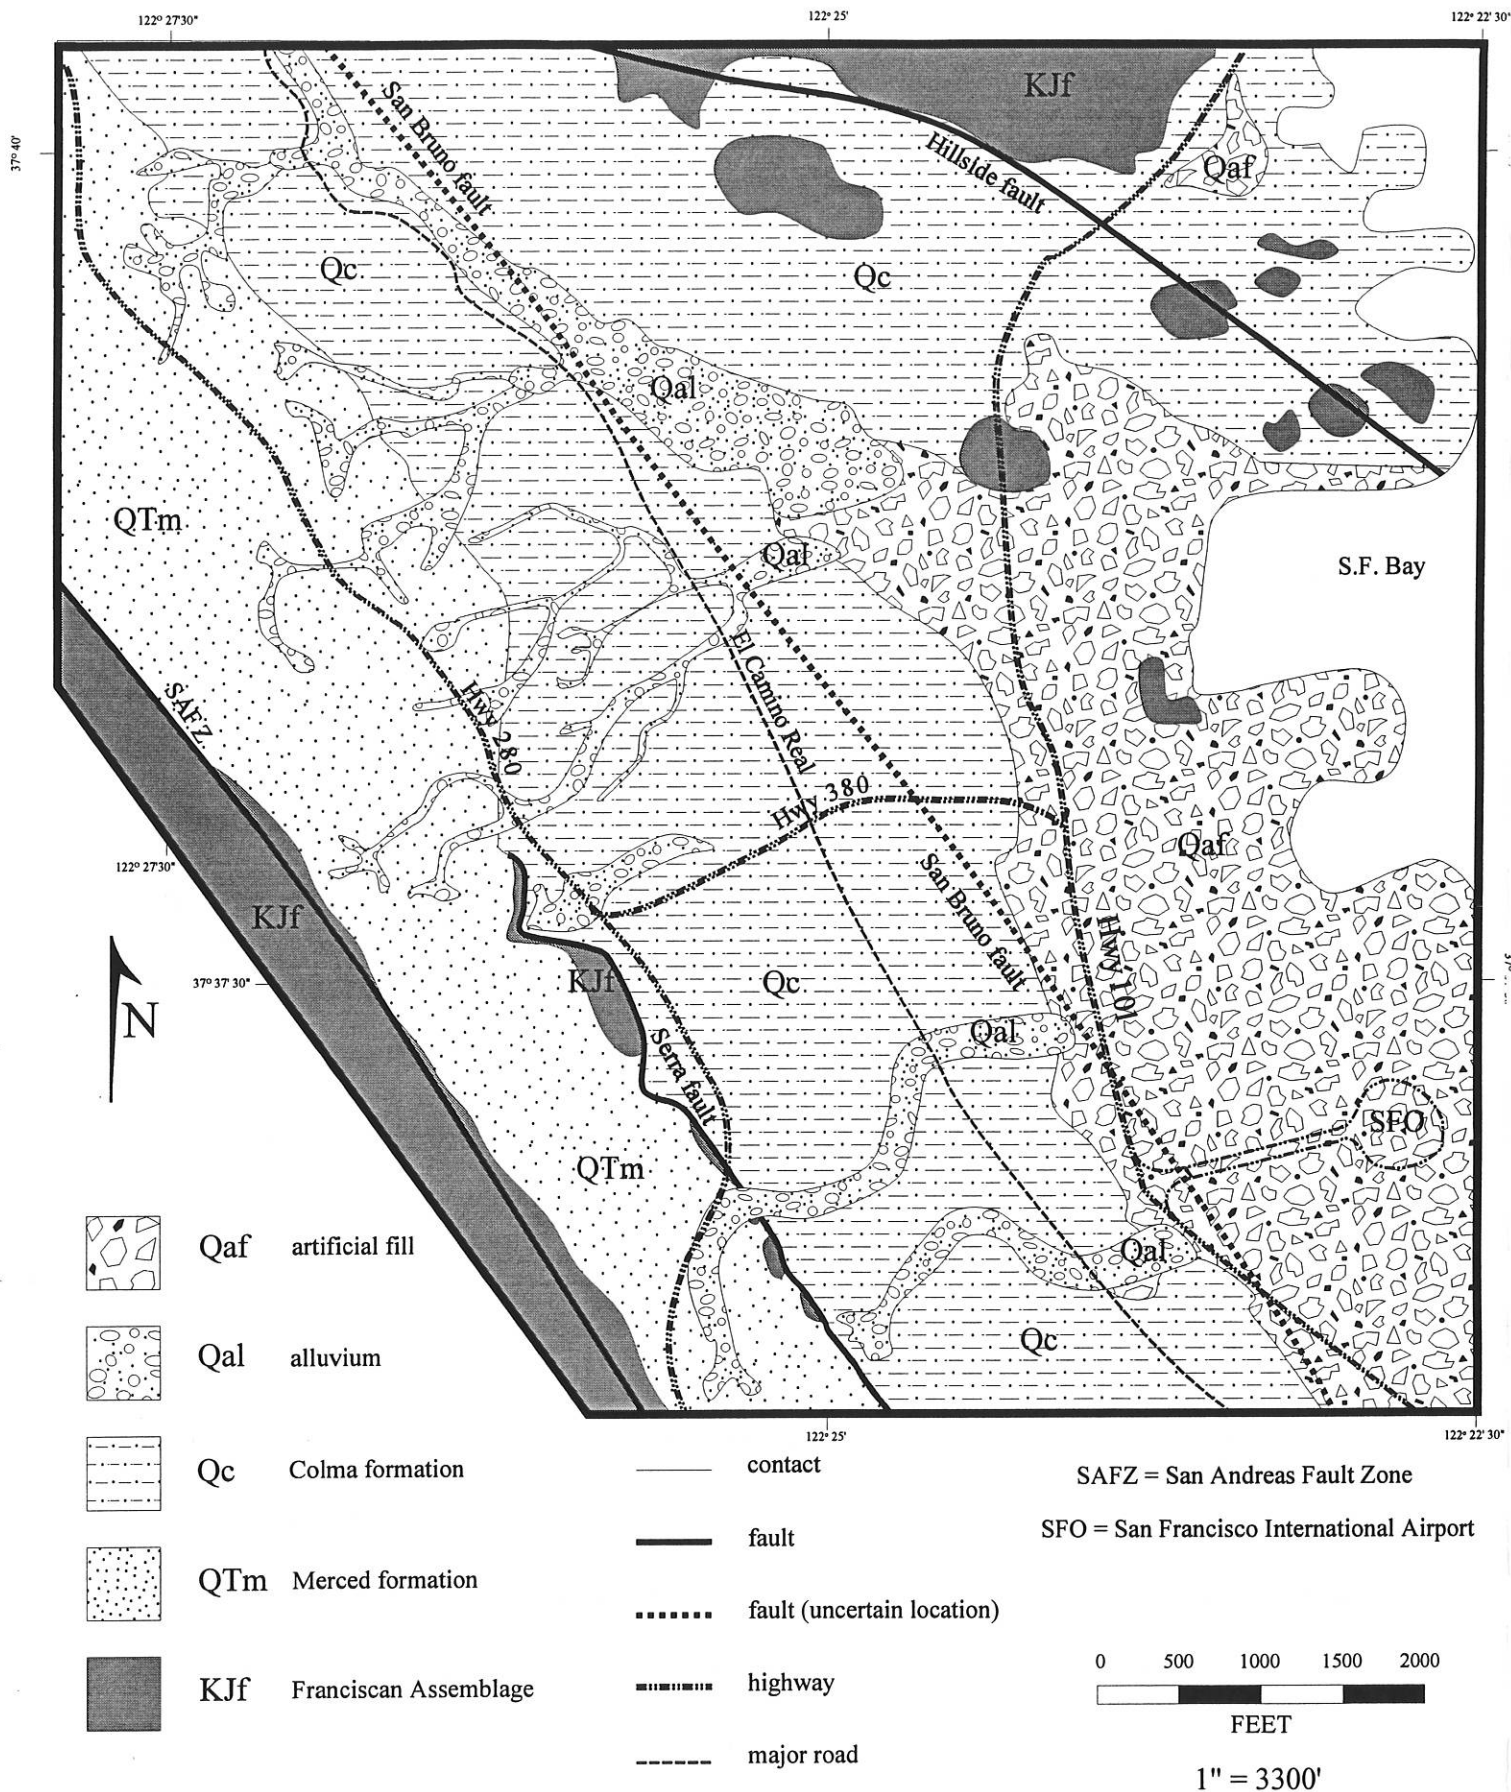 122° 27'30"
122° 25'
122° 22' 30"
KJf
San Bruno fault
Hillside fault
37° 40'
Qaf
Qc
Qc
Qal
QTm
Qal
S.F. Bay
El Camino Real
SAFZ
Hwy 280
Hwy 380
Qaf
122° 27'30"
San Bruno fault
KJf
Hwy 101
KJf
Qc
37° 37' 30"
N
Qal
Serra fault
SFO
QTm
Qal
Qc
122° 25'
122° 22' 30"
Qaf artificial fill
Qal alluvium
Qc Colma formation
QTm Merced formation
KJf Franciscan Assemblage
contact
fault
fault (uncertain location)
highway
major road
SAFZ = San Andreas Fault Zone
SFO = San Francisco International Airport
0 500 1000 1500 2000
FEET
1" = 3300'